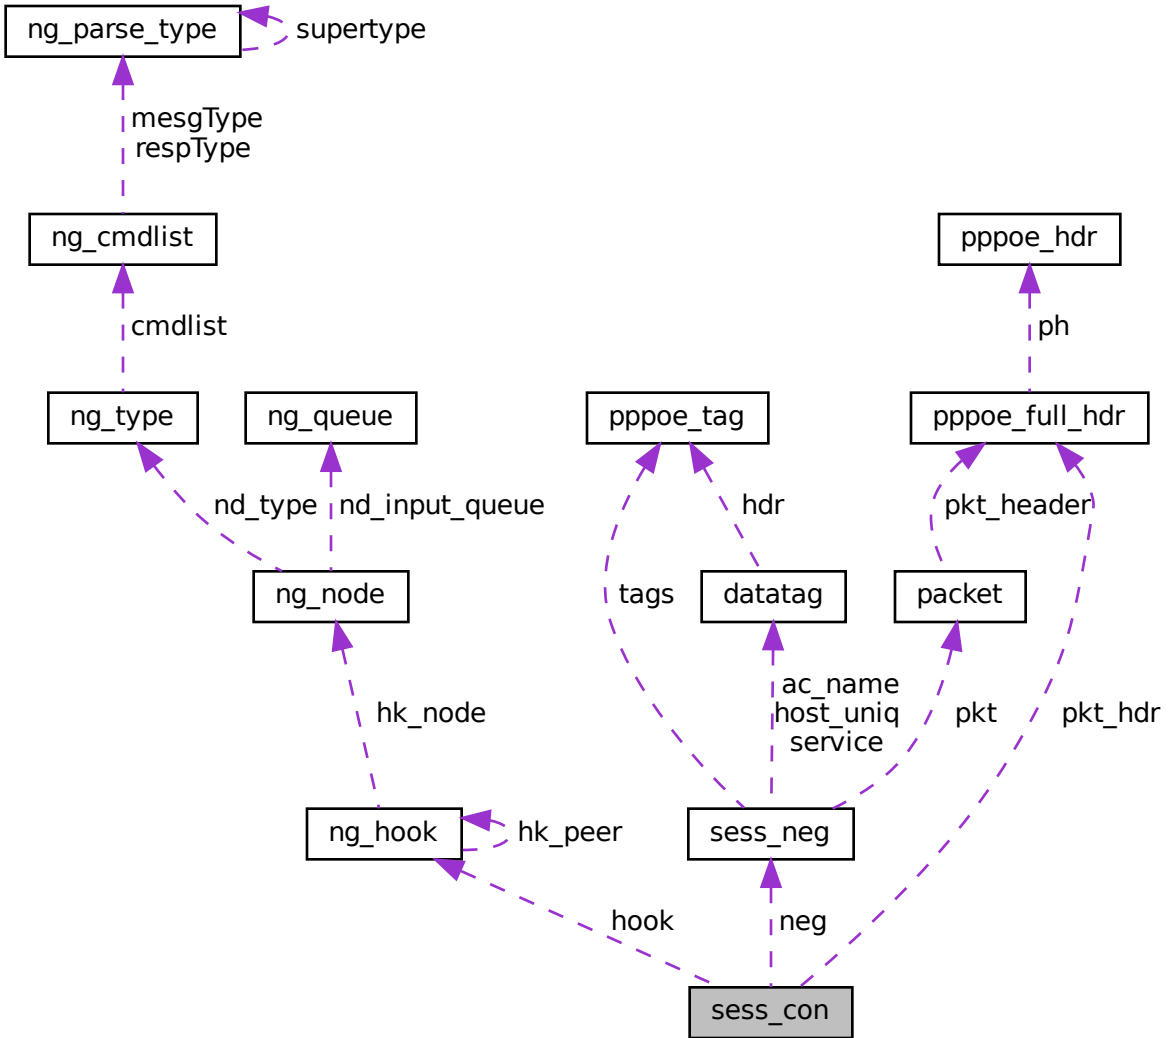 ng_parse_type
supertype
mesgType
respType
ng_cmdlist
pppoe_hdr
cmdlist
ph
ng_type
ng_queue
pppoe_tag
pppoe_full_hdr
nd_type
nd_input_queue
hdr
pkt_header
ng_node
tags
datatag
packet
hk_node
ac_name
host_uniq
service
pkt
pkt_hdr
ng_hook
hk_peer
sess_neg
hook
neg
sess_con